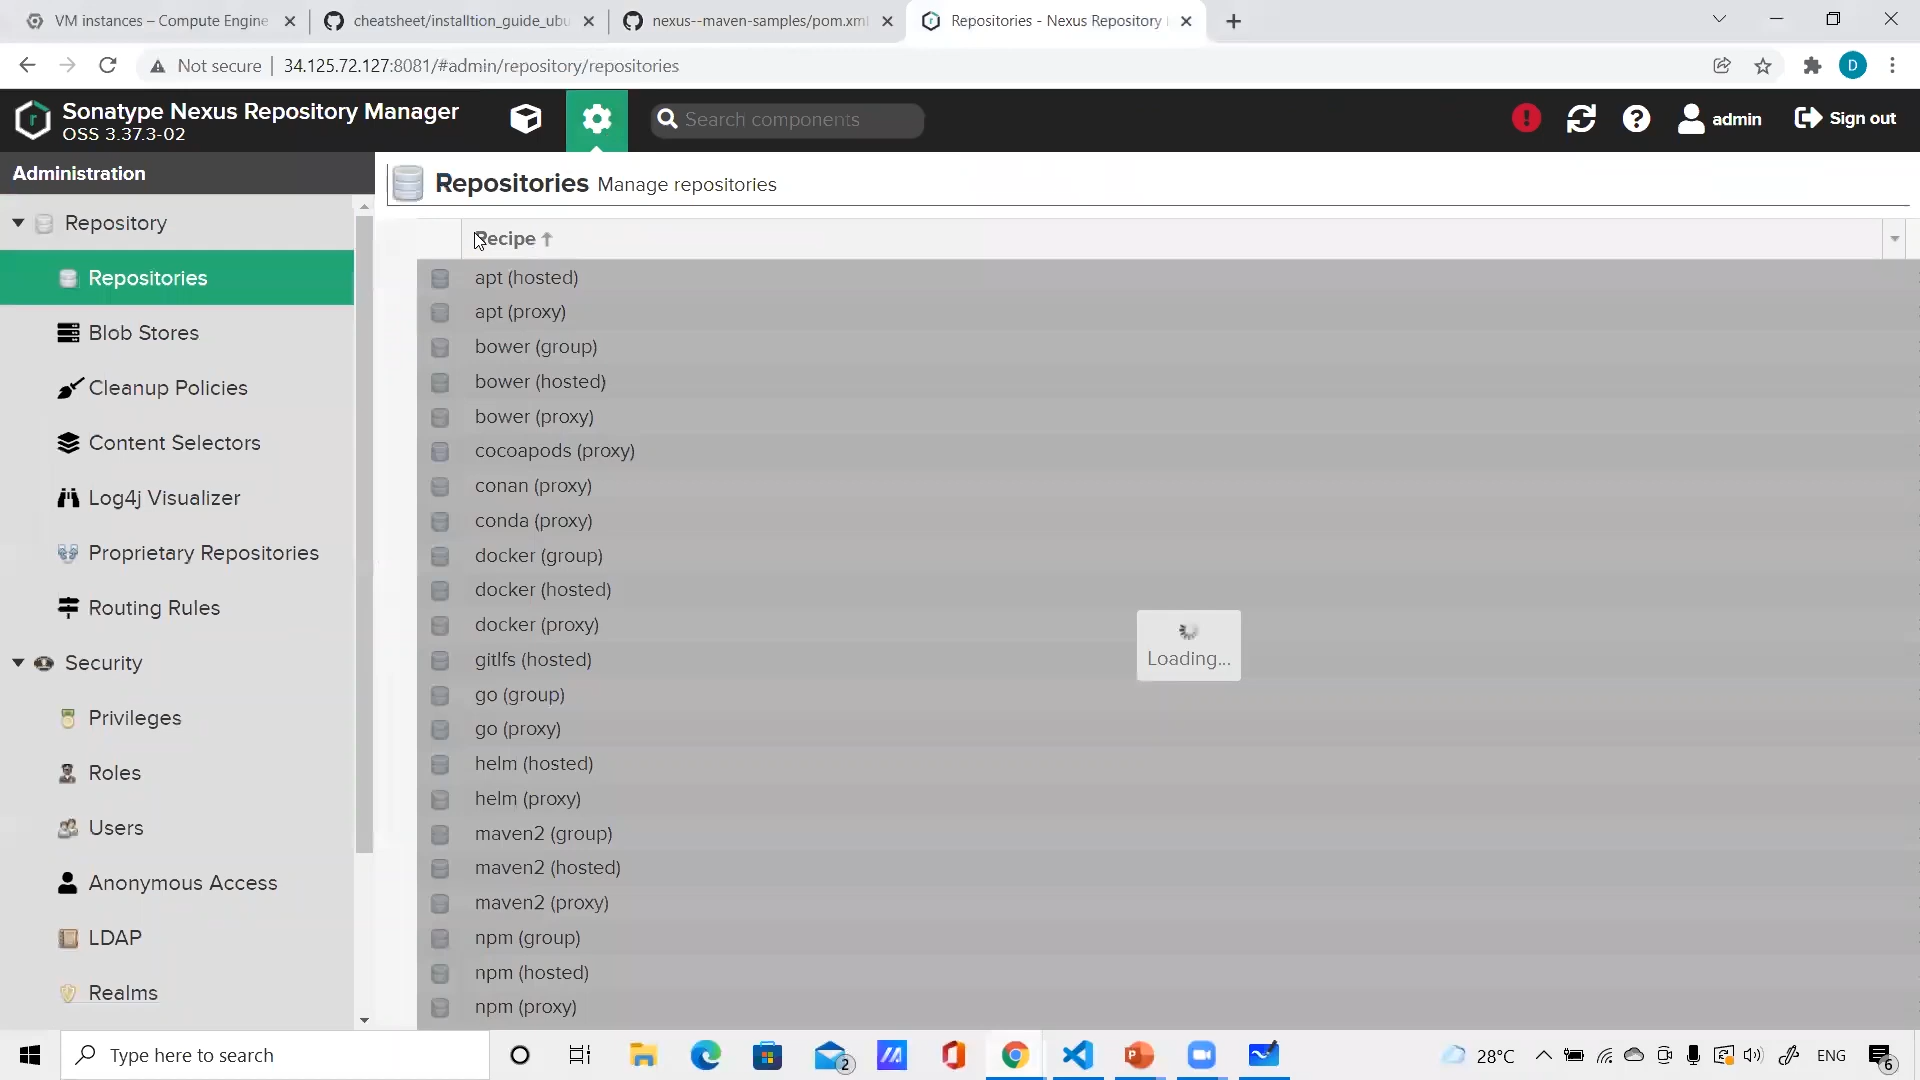 VM instances – Compute Engine
cheatsheet/installtion_guide_ubu
nexus--maven-samples/pom.xml
Repositories - Nexus Repository
Not secure
34.125.72.127:8081/#admin/repository/repositories
D
Sonatype Nexus Repository Manager
OSS 3.37.3-02
Search components
admin
Sign out
Administration
Repository
Repositories
Blob Stores
Cleanup Policies
Content Selectors
Log4j Visualizer
Proprietary Repositories
Routing Rules
Security
Privileges
Roles
Users
Anonymous Access
LDAP
Realms
Repositories Manage repositories
Recipe
apt (hosted)
apt (proxy)
bower (group)
bower (hosted)
bower (proxy)
cocoapods (proxy)
conan (proxy)
conda (proxy)
docker (group)
docker (hosted)
docker (proxy)
gitlfs (hosted)
go (group)
go (proxy)
helm (hosted)
helm (proxy)
maven2 (group)
maven2 (hosted)
maven2 (proxy)
npm (group)
npm (hosted)
npm (proxy)
Loading...
Type here to search
2
28°C
ENG
6